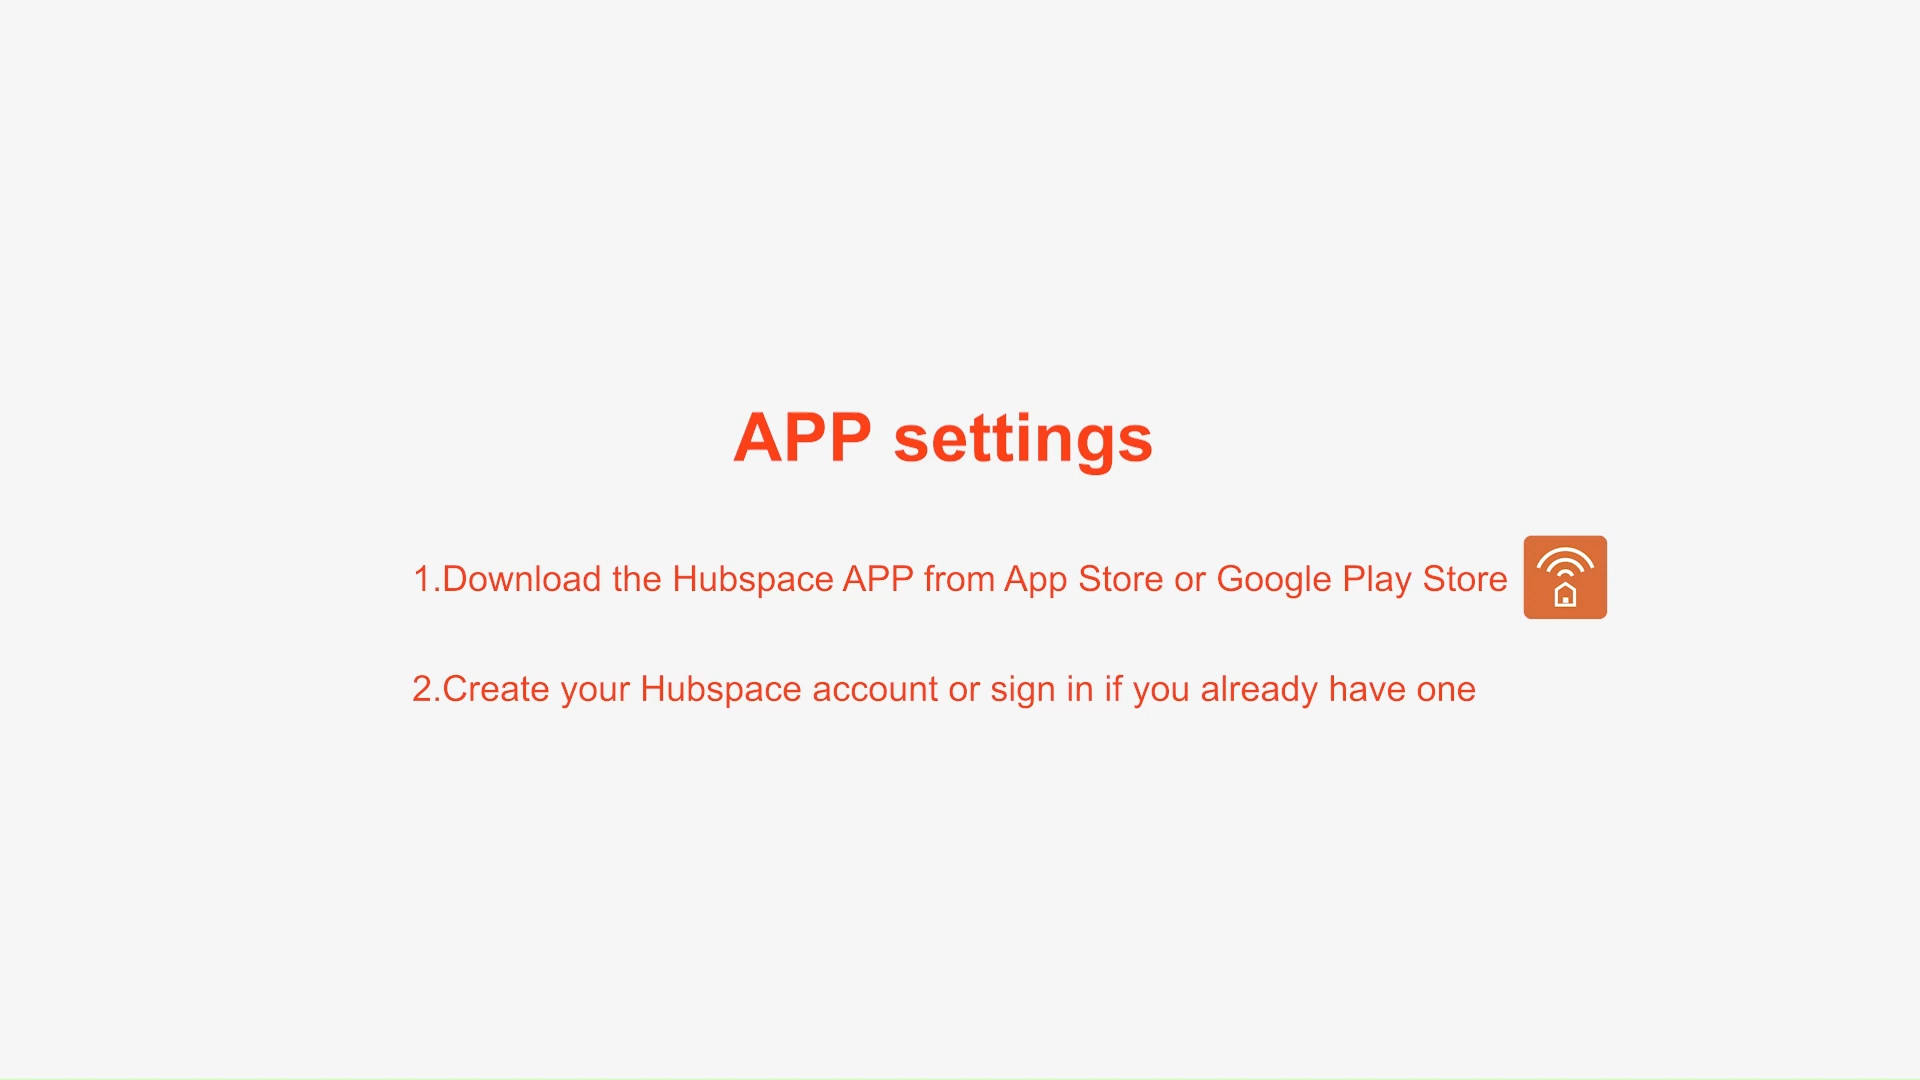 APP settings
1.Download the Hubspace APP from App Store or Google Play Store
2.Create your Hubspace account or sign in if you already have one